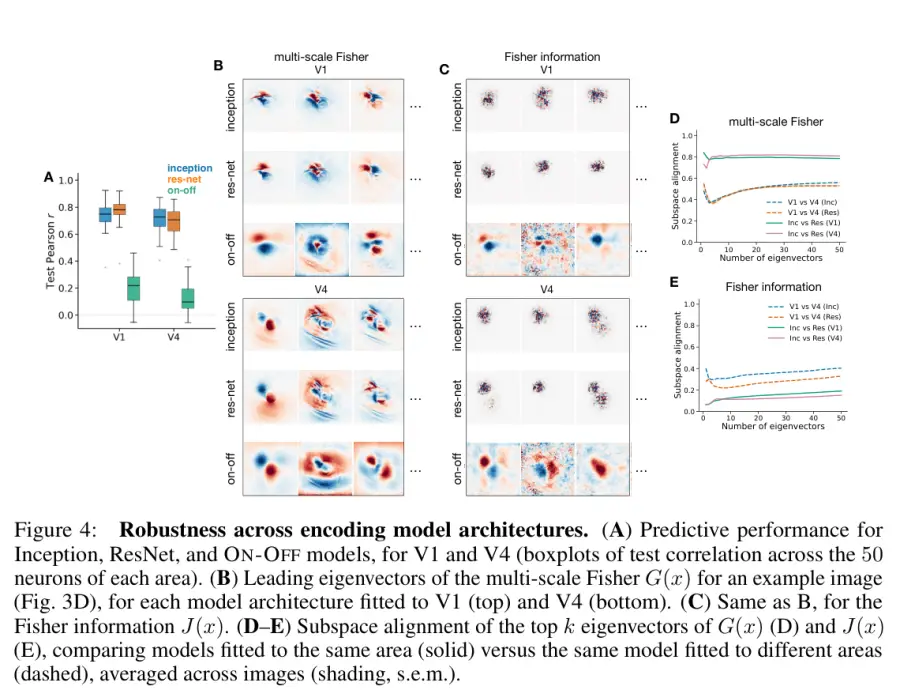 B
multi-scale Fisher
V1
inception
...
res-net
...
on-off
...
V4
inception
...
res-net
...
on-off
...
C
Fisher information
V1
inception
...
res-net
...
on-off
...
V4
inception
...
res-net
...
on-off
...
A
inception
res-net
on-off
Test Pearson r
1.0
0.8
0.6
0.4
0.2
0.0
V1 V4
D
multi-scale Fisher
Subspace alignment
1.0
0.8
0.6
0.4
0.2
0.0
V1 vs V4 (Inc)
V1 vs V4 (Res)
Inc vs Res (V1)
Inc vs Res (V4)
0 10 20 30 40 50
Number of eigenvectors
E
Fisher information
Subspace alignment
1.0
0.8
0.6
0.4
0.2
0.0
V1 vs V4 (Inc)
V1 vs V4 (Res)
Inc vs Res (V1)
Inc vs Res (V4)
0 10 20 30 40 50
Number of eigenvectors
Figure 4: Robustness across encoding model architectures. (A) Predictive performance for
Inception, ResNet, and ON-OFF models, for V1 and V4 (boxplots of test correlation across the 50
neurons of each area). (B) Leading eigenvectors of the multi-scale Fisher G(x) for an example image
(Fig. 3D), for each model architecture fitted to V1 (top) and V4 (bottom). (C) Same as B, for the
Fisher information J(x). (D–E) Subspace alignment of the top k eigenvectors of G(x) (D) and J(x)
(E), comparing models fitted to the same area (solid) versus the same model fitted to different areas
(dashed), averaged across images (shading, s.e.m.).